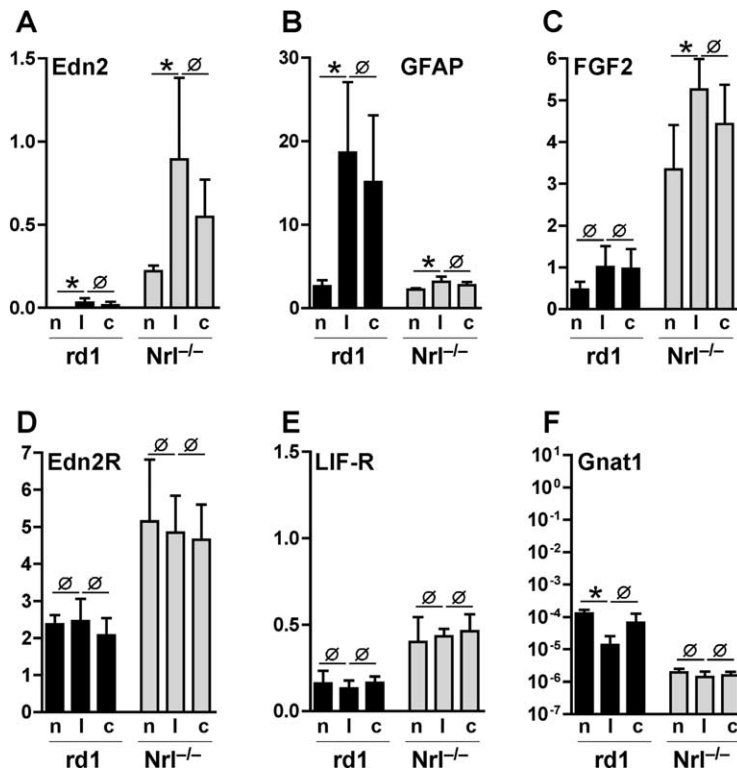 A B C
Edn2 GFAP FGF2
* ∅ * ∅ * ∅
1.5 30 6
1.0 20 5
4
0.5 10 3
2
* ∅ * ∅ ∅ ∅ 1
0.0 0 0
n l c n l c n l c n l c n l c n l c
rd1 Nrl–/– rd1 Nrl–/– rd1 Nrl–/–
D E F
Edn2R LIF-R Gnat1
7 1.5 10¹
6 10⁰
5 1.0 10⁻¹
4 10⁻²
3 0.5 10⁻³
2 10⁻⁴
1 10⁻⁵
0 0.0 10⁻⁶
10⁻⁷
∅ ∅ ∅ ∅ ∅ ∅ ∅ ∅ * ∅ ∅ ∅
n l c n l c n l c n l c n l c n l c
rd1 Nrl–/– rd1 Nrl–/– rd1 Nrl–/–